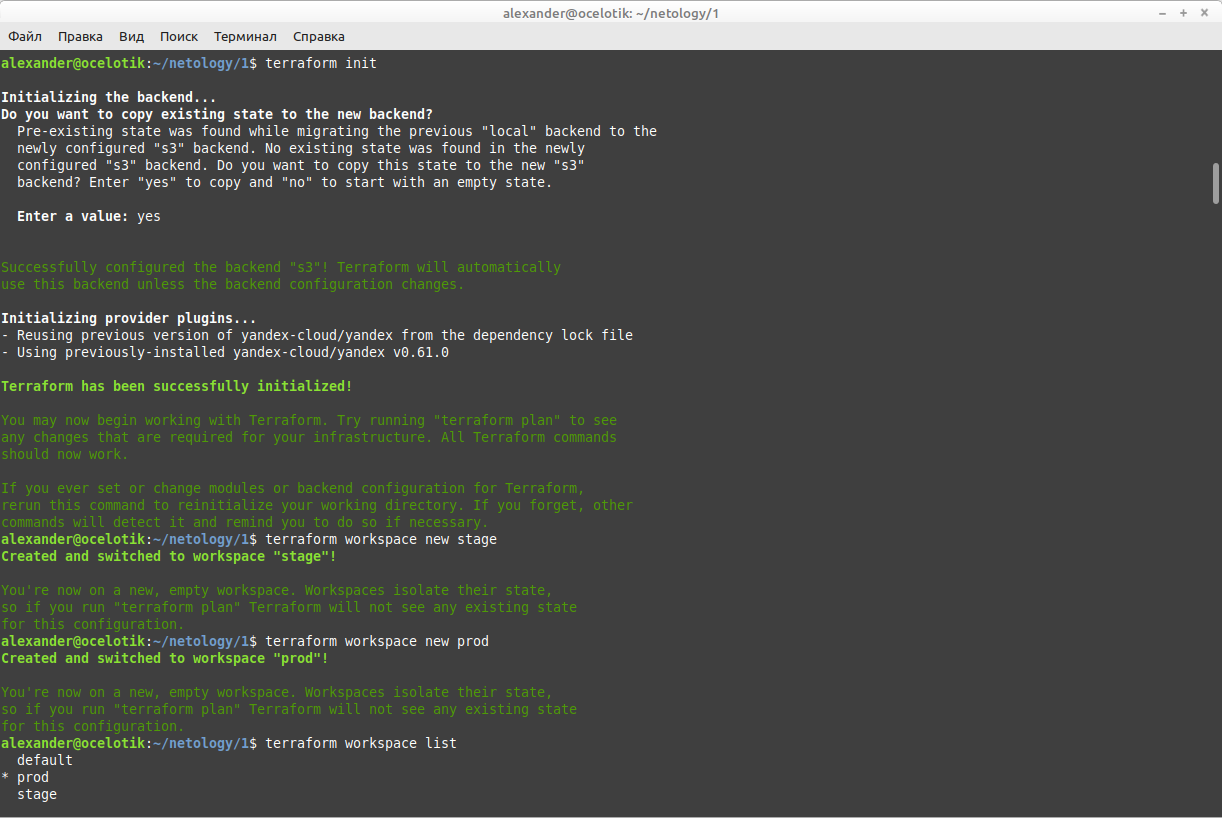 alexander@ocelotik: ~/netology/1
Файл Правка Вид Поиск Терминал Справка
alexander@ocelotik:~/netology/1$ terraform init
Initializing the backend...
Do you want to copy existing state to the new backend?
  Pre-existing state was found while migrating the previous "local" backend to the
  newly configured "s3" backend. No existing state was found in the newly
  configured "s3" backend. Do you want to copy this state to the new "s3"
  backend? Enter "yes" to copy and "no" to start with an empty state.
  Enter a value: yes
Successfully configured the backend "s3"! Terraform will automatically
use this backend unless the backend configuration changes.
Initializing provider plugins...
- Reusing previous version of yandex-cloud/yandex from the dependency lock file
- Using previously-installed yandex-cloud/yandex v0.61.0
Terraform has been successfully initialized!
You may now begin working with Terraform. Try running "terraform plan" to see
any changes that are required for your infrastructure. All Terraform commands
should now work.
If you ever set or change modules or backend configuration for Terraform,
rerun this command to reinitialize your working directory. If you forget, other
commands will detect it and remind you to do so if necessary.
alexander@ocelotik:~/netology/1$ terraform workspace new stage
Created and switched to workspace "stage"!
You're now on a new, empty workspace. Workspaces isolate their state,
so if you run "terraform plan" Terraform will not see any existing state
for this configuration.
alexander@ocelotik:~/netology/1$ terraform workspace new prod
Created and switched to workspace "prod"!
You're now on a new, empty workspace. Workspaces isolate their state,
so if you run "terraform plan" Terraform will not see any existing state
for this configuration.
alexander@ocelotik:~/netology/1$ terraform workspace list
  default
* prod
  stage